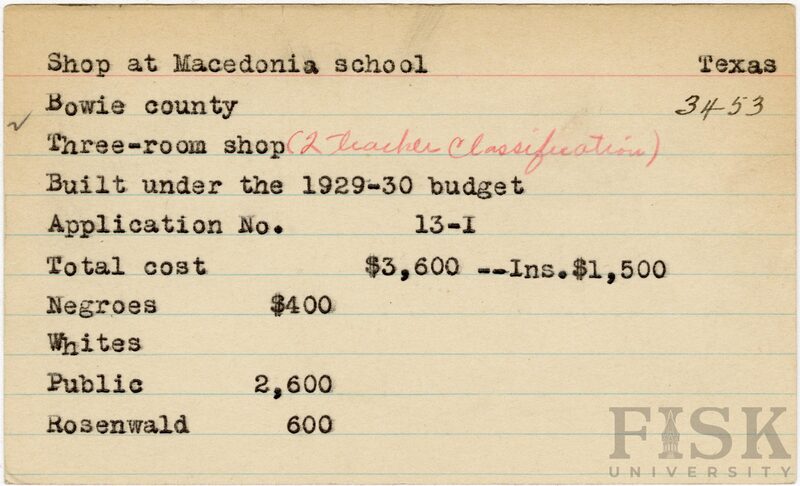 Shop at Macedonia school Texas
Bowie county 3453
Three-room shop (2 teacher Classification)
Built under the 1929-30 budget
Application No. 13-I
Total cost $3,600 --Ins.$1,500
Negroes $400
Whites
Public 2,600
Rosenwald 600
FISK
UNIVERSITY